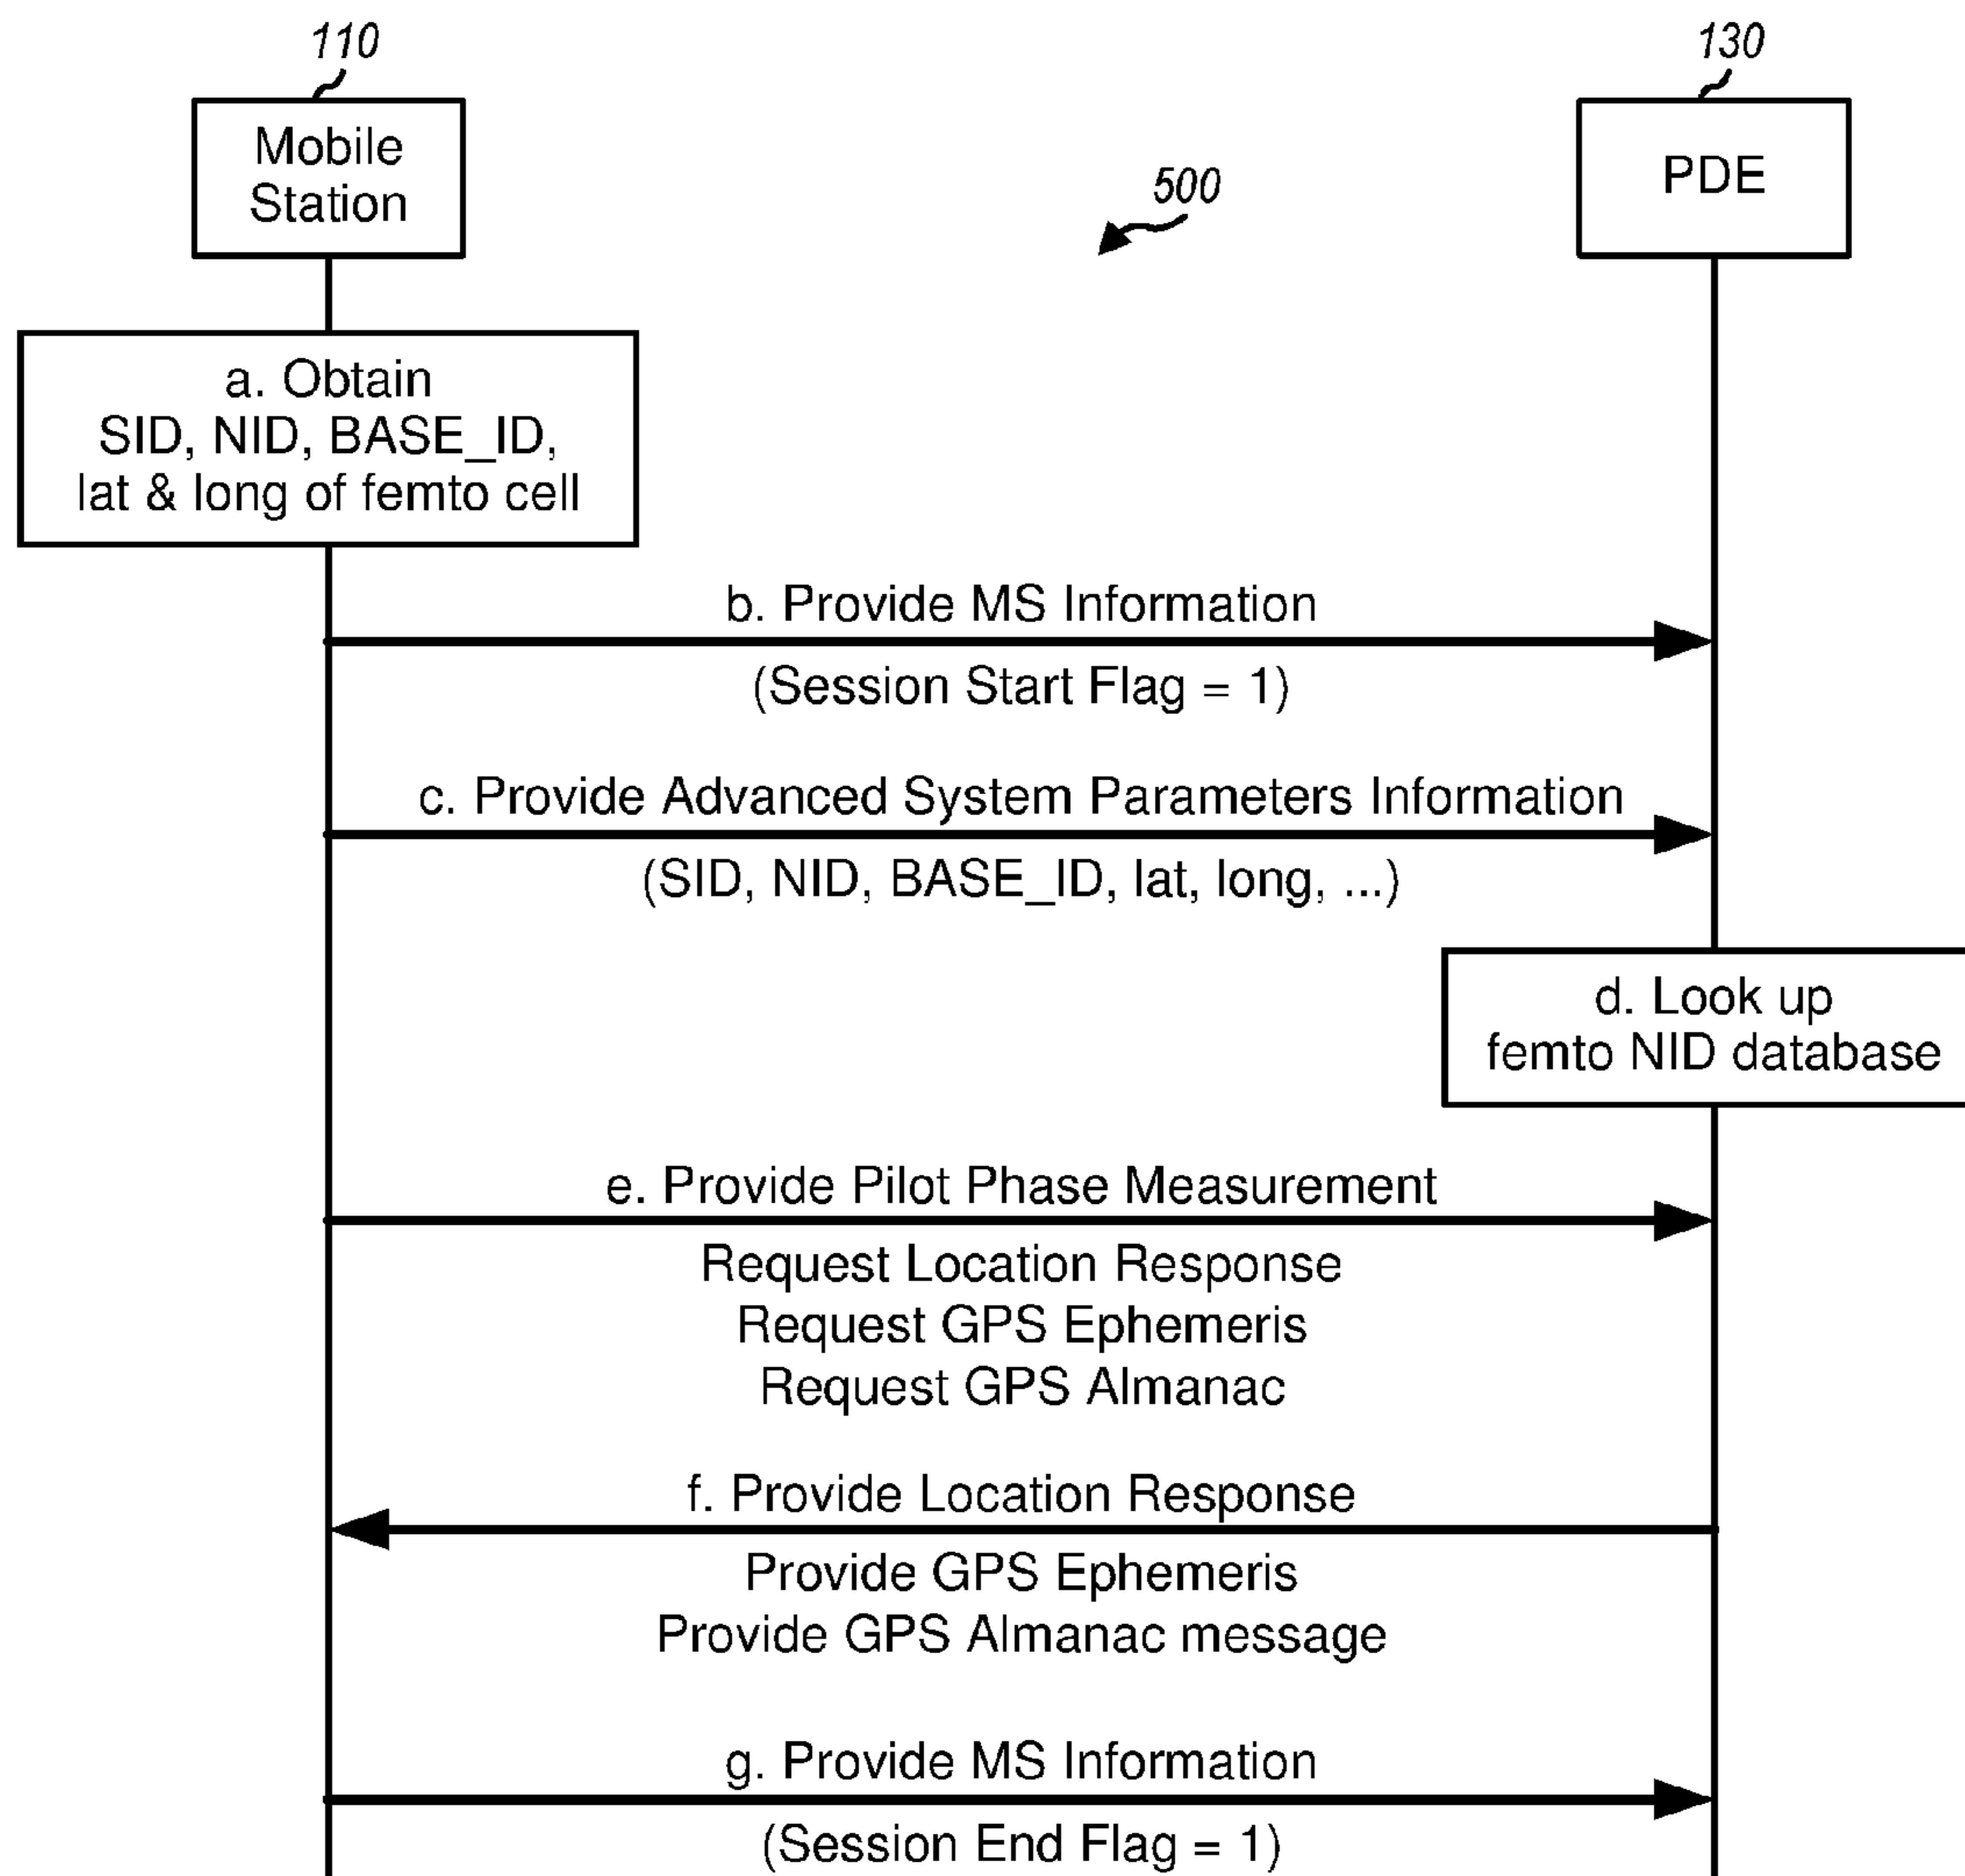 110
130
Mobile
Station
PDE
500
a. Obtain
SID, NID, BASE_ID,
lat & long of femto cell
b. Provide MS Information
(Session Start Flag = 1)
c. Provide Advanced System Parameters Information
(SID, NID, BASE_ID, lat, long, ...)
d. Look up
femto NID database
e. Provide Pilot Phase Measurement
Request Location Response
Request GPS Ephemeris
Request GPS Almanac
f. Provide Location Response
Provide GPS Ephemeris
Provide GPS Almanac message
g. Provide MS Information
(Session End Flag = 1)